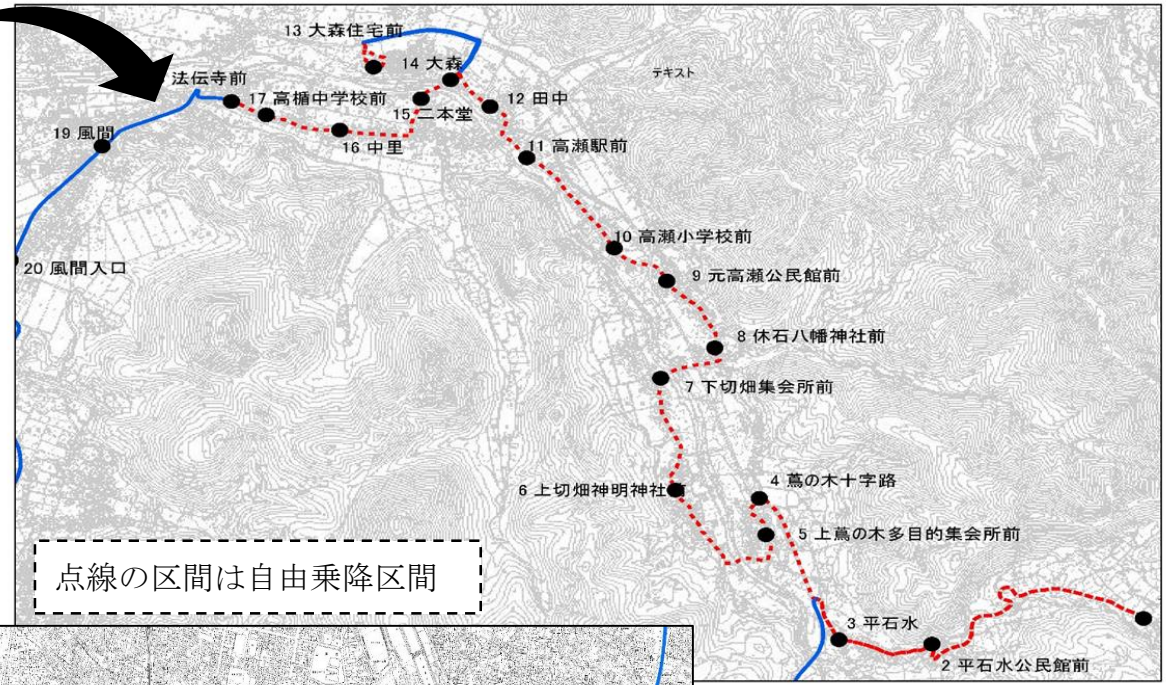 13 大森住宅前
14 大森
テキスト
法伝寺前
17 高楯中学校前
12 田中
15 二本堂
19 風間
16 中里
11 高瀬駅前
10 高瀬小学校前
20 風間入口
9 元高瀬公民館前
8 休石八幡神社前
7 下切畑集会所前
4 蔦の木十字路
6 上切畑神明神社前
5 上蔦の木多目的集会所前
点線の区間は自由乗降区間
3 平石水
2 平石水公民館前